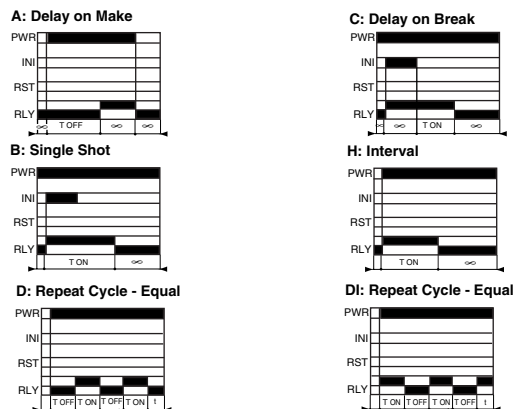 A: Delay on Make
PWR
INI
RST
RLY
∞ T OFF ∞ ∞
C: Delay on Break
PWR
INI
RST
RLY
∞ ∞ T ON ∞
B: Single Shot
PWR
INI
RST
RLY
T ON ∞
H: Interval
PWR
INI
RST
RLY
T ON ∞
D: Repeat Cycle - Equal
PWR
INI
RST
RLY
T OFF T ON T OFF T ON t
DI: Repeat Cycle - Equal
PWR
INI
RST
RLY
T ON T OFF T ON T OFF t